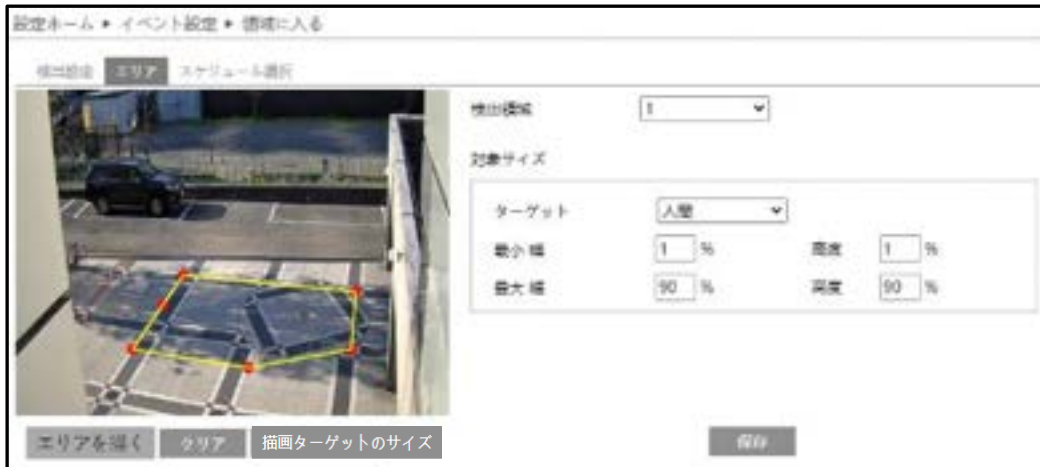 設定ホーム ▸ イベント設定 ▸ 領域に入る
検出設定 エリア スケジュール選択
検出領域 1
対象サイズ
ターゲット 人間
最小 幅 1 % 高度 1 %
最大 幅 90 % 高度 90 %
エリアを描く クリア 描画ターゲットのサイズ 保存